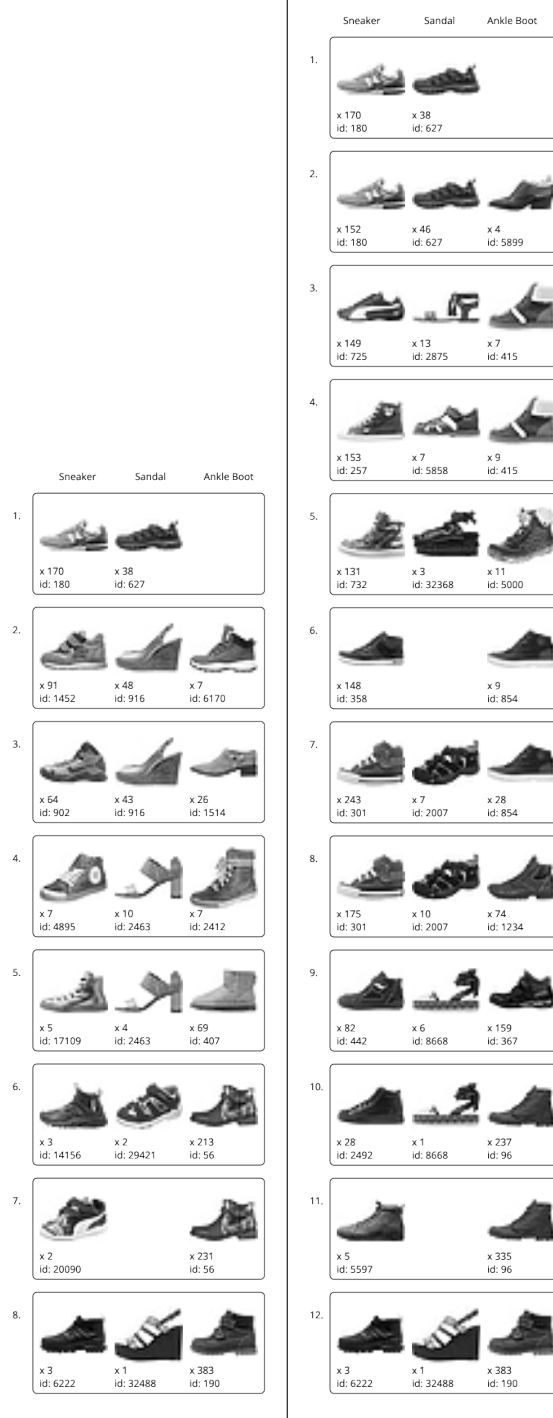 Sneaker Sandal Ankle Boot
1.
x 170 x 38
id: 180 id: 627
2.
x 91 x 48 x 7
id: 1452 id: 916 id: 6170
3.
x 64 x 43 x 26
id: 902 id: 916 id: 1514
4.
x 7 x 10 x 7
id: 4895 id: 2463 id: 2412
5.
x 5 x 4 x 69
id: 17109 id: 2463 id: 407
6.
x 3 x 2 x 213
id: 14156 id: 29421 id: 56
7.
x 2 x 231
id: 20090 id: 56
8.
x 3 x 1 x 383
id: 6222 id: 32488 id: 190
Sneaker Sandal Ankle Boot
1.
x 170 x 38
id: 180 id: 627
2.
x 152 x 46 x 4
id: 180 id: 627 id: 5899
3.
x 149 x 13 x 7
id: 725 id: 2875 id: 415
4.
x 153 x 7 x 9
id: 257 id: 5858 id: 415
5.
x 131 x 3 x 11
id: 732 id: 32368 id: 5000
6.
x 148 x 9
id: 358 id: 854
7.
x 243 x 7 x 28
id: 301 id: 2007 id: 854
8.
x 175 x 10 x 74
id: 301 id: 2007 id: 1234
9.
x 82 x 6 x 159
id: 442 id: 8668 id: 367
10.
x 28 x 1 x 237
id: 2492 id: 8668 id: 96
11.
x 5 x 335
id: 5597 id: 96
12.
x 3 x 1 x 383
id: 6222 id: 32488 id: 190